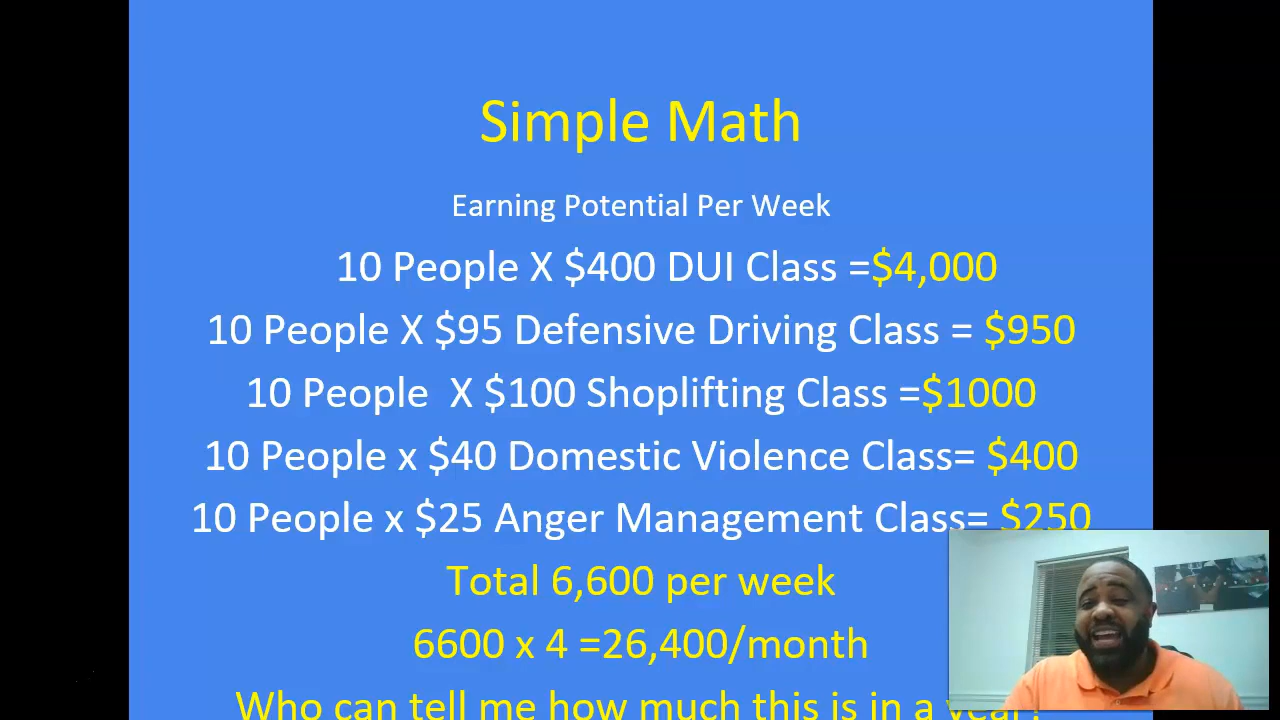 Simple Math
Earning Potential Per Week
10 People X $400 DUI Class =$4,000
10 People X $95 Defensive Driving Class = $950
10 People  X $100 Shoplifting Class =$1000
10 People x $40 Domestic Violence Class= $400
10 People x $25 Anger Management Class= $250
Total 6,600 per week
6600 x 4 =26,400/month
Who can tell me how much this is in a year?